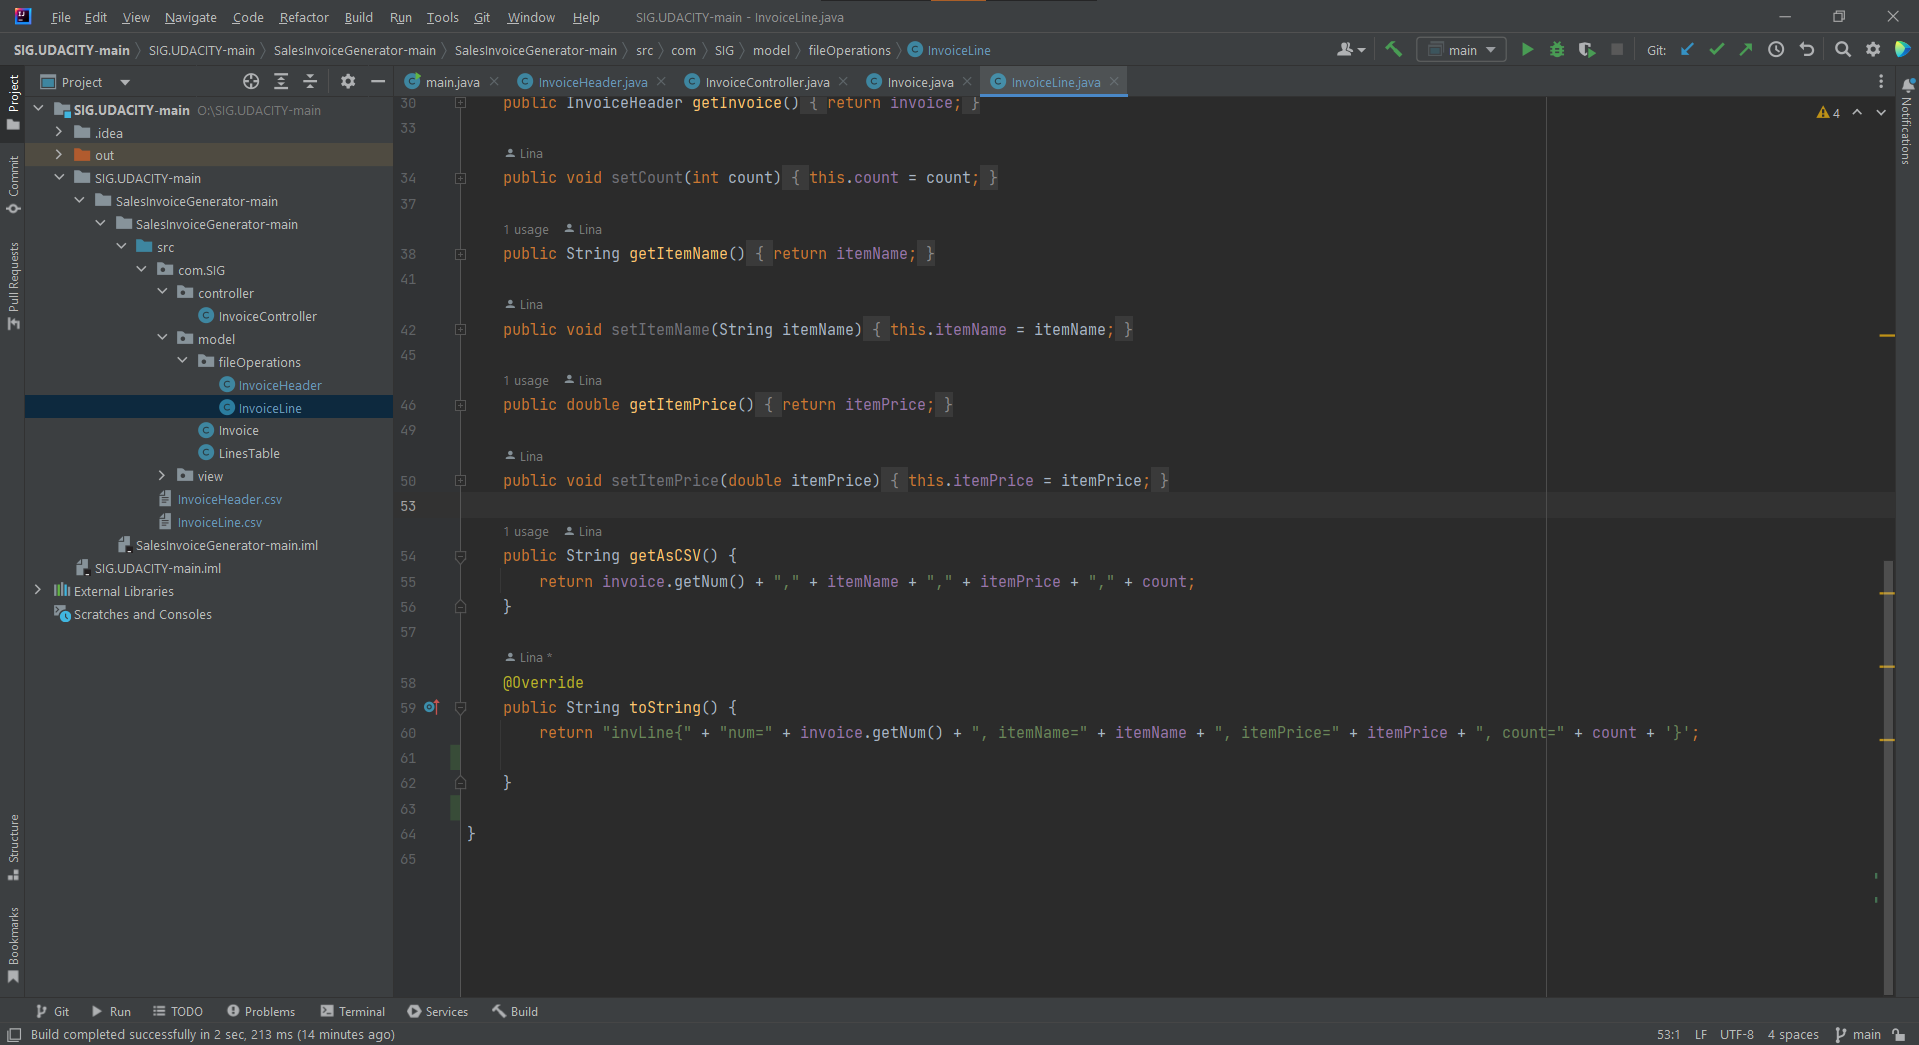 File Edit View Navigate Code Refactor Build Run Tools Git Window Help SIG.UDACITY-main - InvoiceLine.java
SIG.UDACITY-main SIG.UDACITY-main SalesInvoiceGenerator-main SalesInvoiceGenerator-main src com SIG model fileOperations InvoiceLine main Git:
Project main.java InvoiceHeader.java InvoiceController.java Invoice.java InvoiceLine.java
Project
Commit
Pull Requests
Structure
Bookmarks
Notifications
SIG.UDACITY-main O:\SIG.UDACITY-main
.idea
out
SIG.UDACITY-main
SalesInvoiceGenerator-main
SalesInvoiceGenerator-main
src
com.SIG
controller
InvoiceController
model
fileOperations
InvoiceHeader
InvoiceLine
Invoice
LinesTable
view
InvoiceHeader.csv
InvoiceLine.csv
SalesInvoiceGenerator-main.iml
SIG.UDACITY-main.iml
External Libraries
Scratches and Consoles
4
30 public InvoiceHeader getInvoice() { return invoice; }
33
Lina
34 public void setCount(int count) { this.count = count; }
37
1 usage Lina
38 public String getItemName() { return itemName; }
41
Lina
42 public void setItemName(String itemName) { this.itemName = itemName; }
45
1 usage Lina
46 public double getItemPrice() { return itemPrice; }
49
Lina
50 public void setItemPrice(double itemPrice) { this.itemPrice = itemPrice; }
53
1 usage Lina
54 public String getAsCSV() {
55 return invoice.getNum() + "," + itemName + "," + itemPrice + "," + count;
56 }
57
Lina *
58 @Override
59 public String toString() {
60 return "invLine{" + "num=" + invoice.getNum() + ", itemName=" + itemName + ", itemPrice=" + itemPrice + ", count=" + count + '}';
61
62 }
63
64 }
65
Git Run TODO Problems Terminal Services Build
Build completed successfully in 2 sec, 213 ms (14 minutes ago) 53:1 LF UTF-8 4 spaces main